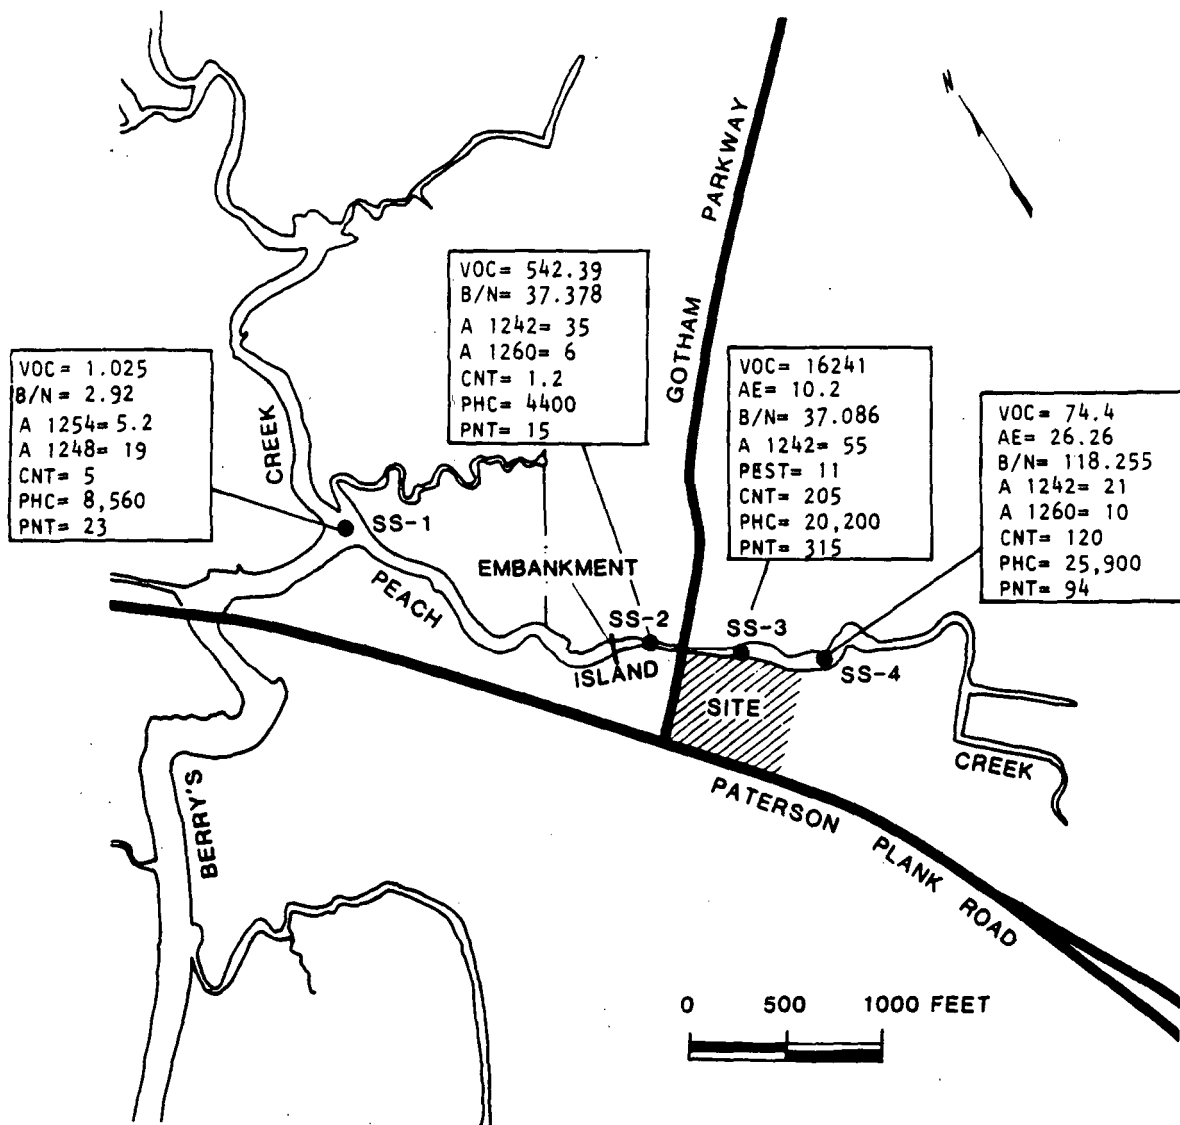 N
GOTHAM PARKWAY
VOC= 542.39
B/N= 37.378
A 1242= 35
A 1260= 6
CNT= 1.2
PHC= 4400
PNT= 15
VOC= 1.025
B/N= 2.92
A 1254= 5.2
A 1248= 19
CNT= 5
PHC= 8,560
PNT= 23
VOC= 16241
AE= 10.2
B/N= 37.086
A 1242= 55
PEST= 11
CNT= 205
PHC= 20,200
PNT= 315
VOC= 74.4
AE= 26.26
B/N= 118.255
A 1242= 21
A 1260= 10
CNT= 120
PHC= 25,900
PNT= 94
CREEK
SS-1
PEACH
EMBANKMENT
SS-2
ISLAND
SS-3
SS-4
SITE
CREEK
BERRY'S
PATERSON PLANK ROAD
0 500 1000 FEET